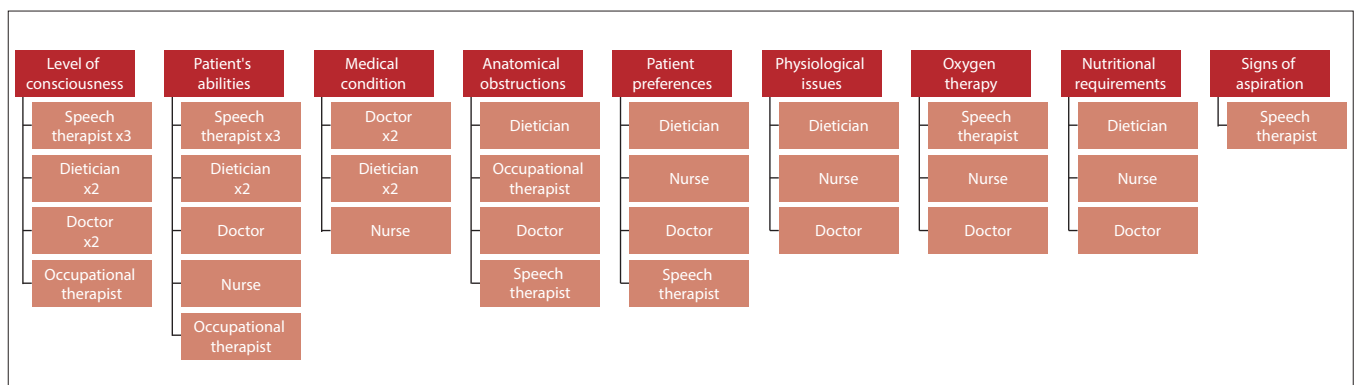 Level of
consciousness
Speech
therapist x3
Dietician
x2
Doctor
x2
Occupational
therapist
Patient's
abilities
Speech
therapist x3
Dietician
x2
Doctor
Nurse
Occupational
therapist
Medical
condition
Doctor
x2
Dietician
x2
Nurse
Anatomical
obstructions
Dietician
Occupational
therapist
Doctor
Speech
therapist
Patient
preferences
Dietician
Nurse
Doctor
Speech
therapist
Physiological
issues
Dietician
Nurse
Doctor
Oxygen
therapy
Speech
therapist
Nurse
Doctor
Nutritional
requirements
Dietician
Nurse
Doctor
Signs of
aspiration
Speech
therapist